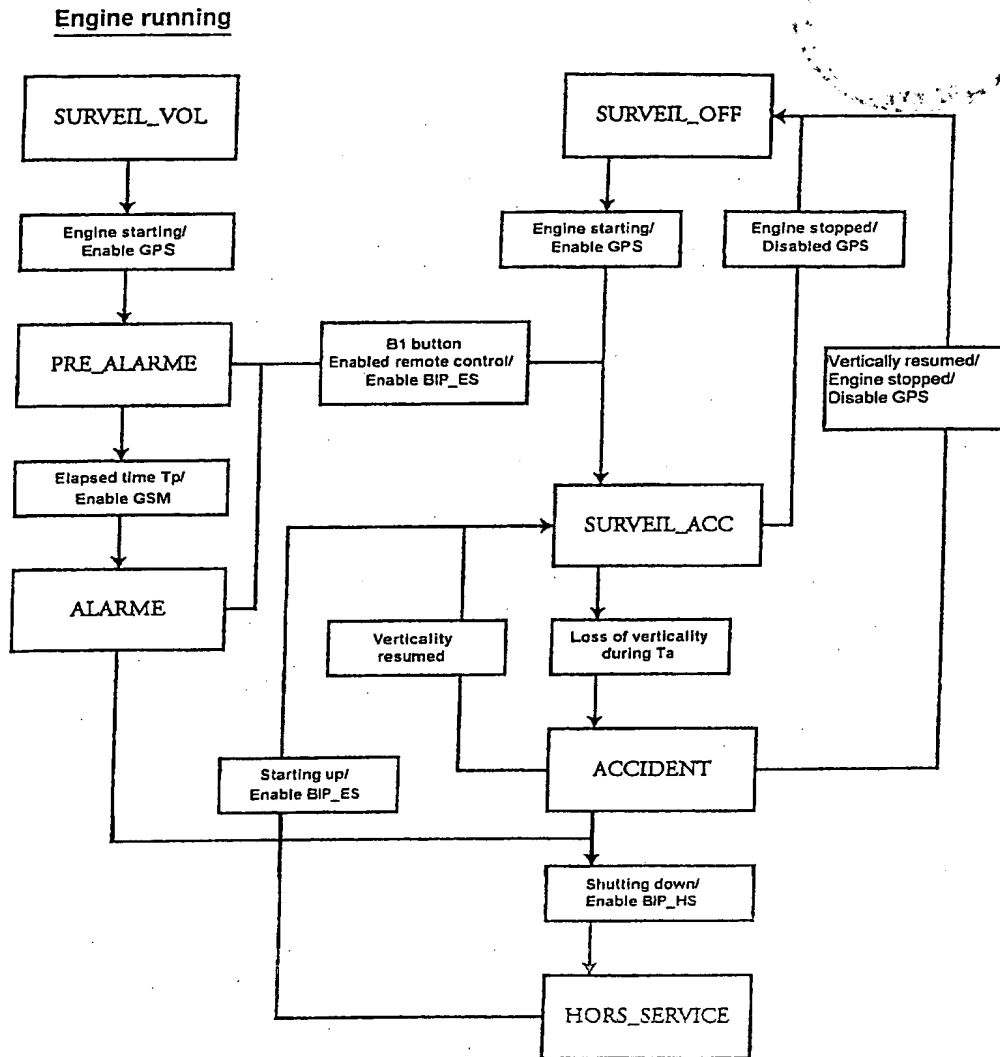 Engine running
SURVEIL_VOL
SURVEIL_OFF
Engine starting/
Enable GPS
Engine starting/
Enable GPS
Engine stopped/
Disabled GPS
PRE_ALARME
B1 button
Enabled remote control/
Enable BIP_ES
Vertically resumed/
Engine stopped/
Disable GPS
Elapsed time Tp/
Enable GSM
SURVEIL_ACC
ALARME
Verticality
resumed
Loss of verticality
during Ta
Starting up/
Enable BIP_ES
ACCIDENT
Shutting down/
Enable BIP_HS
HORS_SERVICE